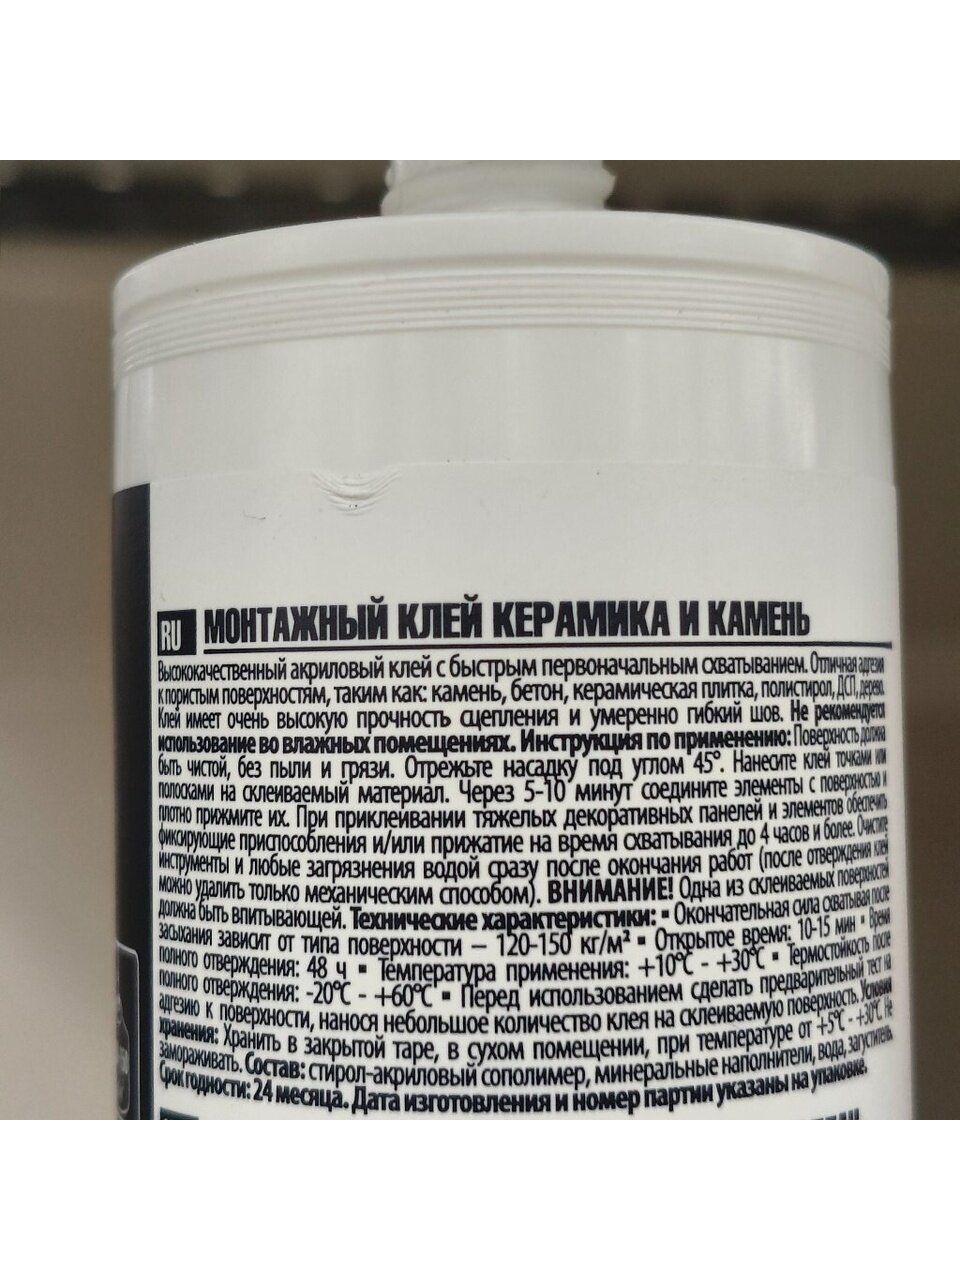 RU МОНТАЖНЫЙ КЛЕЙ КЕРАМИКА И КАМЕНЬ
Высококачественный акриловый клей с быстрым первоначальным схватыванием. Отличная адгезия
к пористым поверхностям, таким как: камень, бетон, керамическая плитка, полистирол, ДСП, дерево.
Клей имеет очень высокую прочность сцепления и умеренно гибкий шов. Не рекомендуется
использование во влажных помещениях. Инструкция по применению: Поверхность должна
быть чистой, без пыли и грязи. Отрежьте насадку под углом 45°. Нанесите клей точками или
полосками на склеиваемый материал. Через 5-10 минут соедините элементы с поверхностью и
плотно прижмите их. При приклеивании тяжелых декоративных панелей и элементов обеспечить
фиксирующие приспособления и/или прижатие на время схватывания до 4 часов и более. Очистите
инструменты и любые загрязнения водой сразу после окончания работ (после отверждения клей
можно удалить только механическим способом). ВНИМАНИЕ! Одна из склеиваемых поверхностей
должна быть впитывающей. Технические характеристики: ▪ Окончательная сила схватывая после
засыхания зависит от типа поверхности – 120-150 кг/м² ▪ Открытое время: 10-15 мин ▪ Время
полного отверждения: 48 ч ▪ Температура применения: +10°C - +30°C ▪ Термостойкость после
полного отверждения: -20°C - +60°C ▪ Перед использованием сделать предварительный тест на
адгезию к поверхности, нанося небольшое количество клея на склеиваемую поверхность. Условия
хранения: Хранить в закрытой таре, в сухом помещении, при температуре от +5°C - +30°C. Не
замораживать. Состав: стирол-акриловый сополимер, минеральные наполнители, вода, загуститель.
Срок годности: 24 месяца. Дата изготовления и номер партии указаны на упаковке.